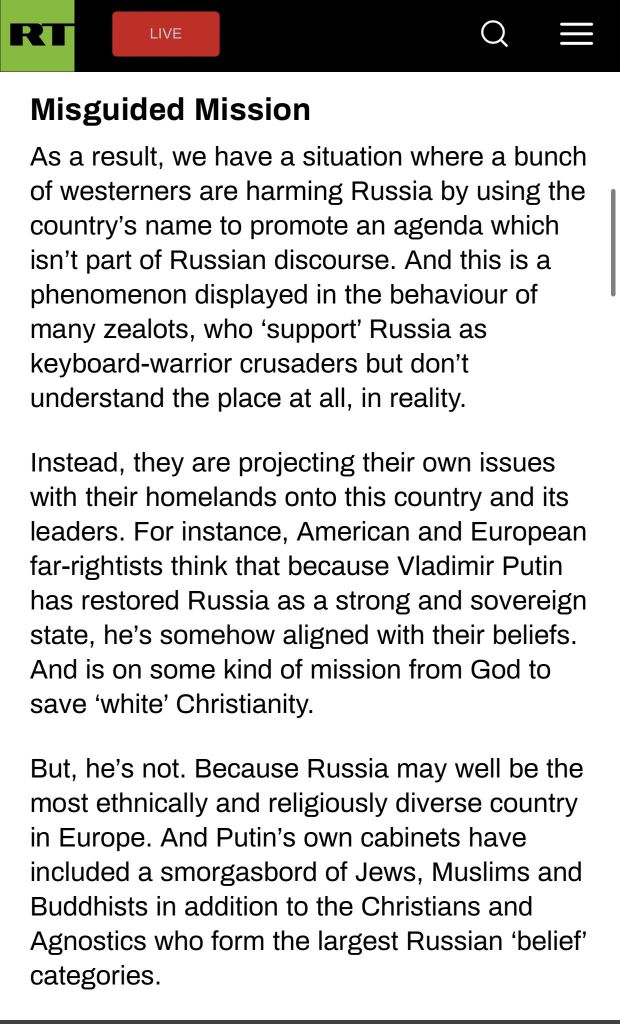 RT
LIVE
Misguided Mission
As a result, we have a situation where a bunch
of westerners are harming Russia by using the
country’s name to promote an agenda which
isn’t part of Russian discourse. And this is a
phenomenon displayed in the behaviour of
many zealots, who ‘support’ Russia as
keyboard-warrior crusaders but don’t
understand the place at all, in reality.
Instead, they are projecting their own issues
with their homelands onto this country and its
leaders. For instance, American and European
far-rightists think that because Vladimir Putin
has restored Russia as a strong and sovereign
state, he’s somehow aligned with their beliefs.
And is on some kind of mission from God to
save ‘white’ Christianity.
But, he’s not. Because Russia may well be the
most ethnically and religiously diverse country
in Europe. And Putin’s own cabinets have
included a smorgasbord of Jews, Muslims and
Buddhists in addition to the Christians and
Agnostics who form the largest Russian ‘belief’
categories.